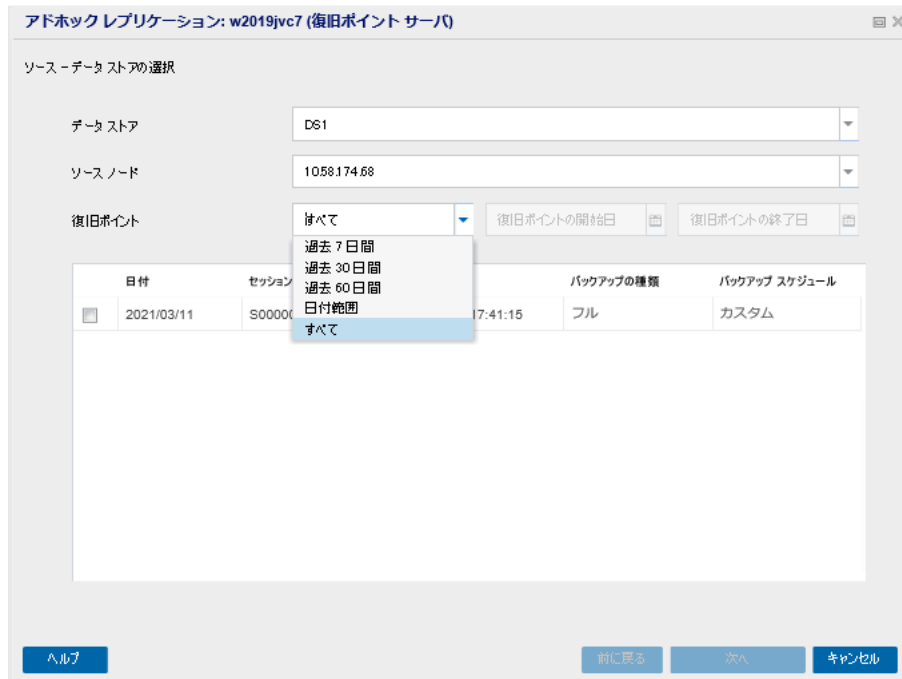 アドホック レプリケーション: w2019jvc7 (復旧ポイント サーバ)
ソース - データ ストアの選択
データ ストア DS1
ソース ノード 10.58.174.68
復旧ポイント すべて 復旧ポイントの開始日 復旧ポイントの終了日
過去 7 日間
過去 30 日間
過去 60 日間
日付範囲
すべて
日付 セッション バックアップの種類 バックアップ スケジュール
2021/03/11 S0000 17:41:15 フル カスタム
ヘルプ 前に戻る 次へ キャンセル